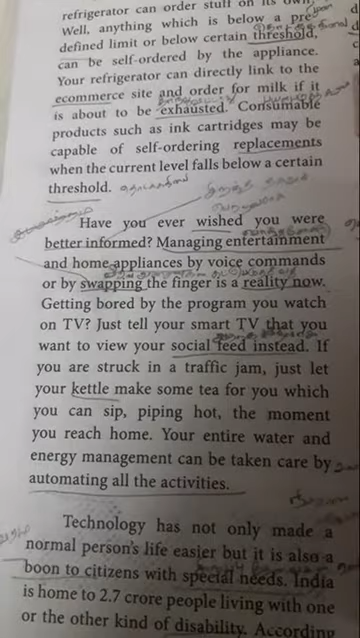 refrigerator can order stuff on its own.
Well, anything which is below a pre
defined limit or below certain threshold,
can be self-ordered by the appliance.
Your refrigerator can directly link to the
ecommerce site and order for milk if it
is about to be exhausted. Consumable
products such as ink cartridges may be
capable of self-ordering replacements
when the current level falls below a certain
threshold.
Have you ever wished you were
better informed? Managing entertainment
and home appliances by voice commands
or by swapping the finger is a reality now.
Getting bored by the program you watch
on TV? Just tell your smart TV that you
want to view your social feed instead. If
you are struck in a traffic jam, just let
your kettle make some tea for you which
you can sip, piping hot, the moment
you reach home. Your entire water and
energy management can be taken care by
automating all the activities.
Technology has not only made a
normal person's life easier but it is also a
boon to citizens with special needs. India
is home to 2.7 crore people living with one
or the other kind of disability. According